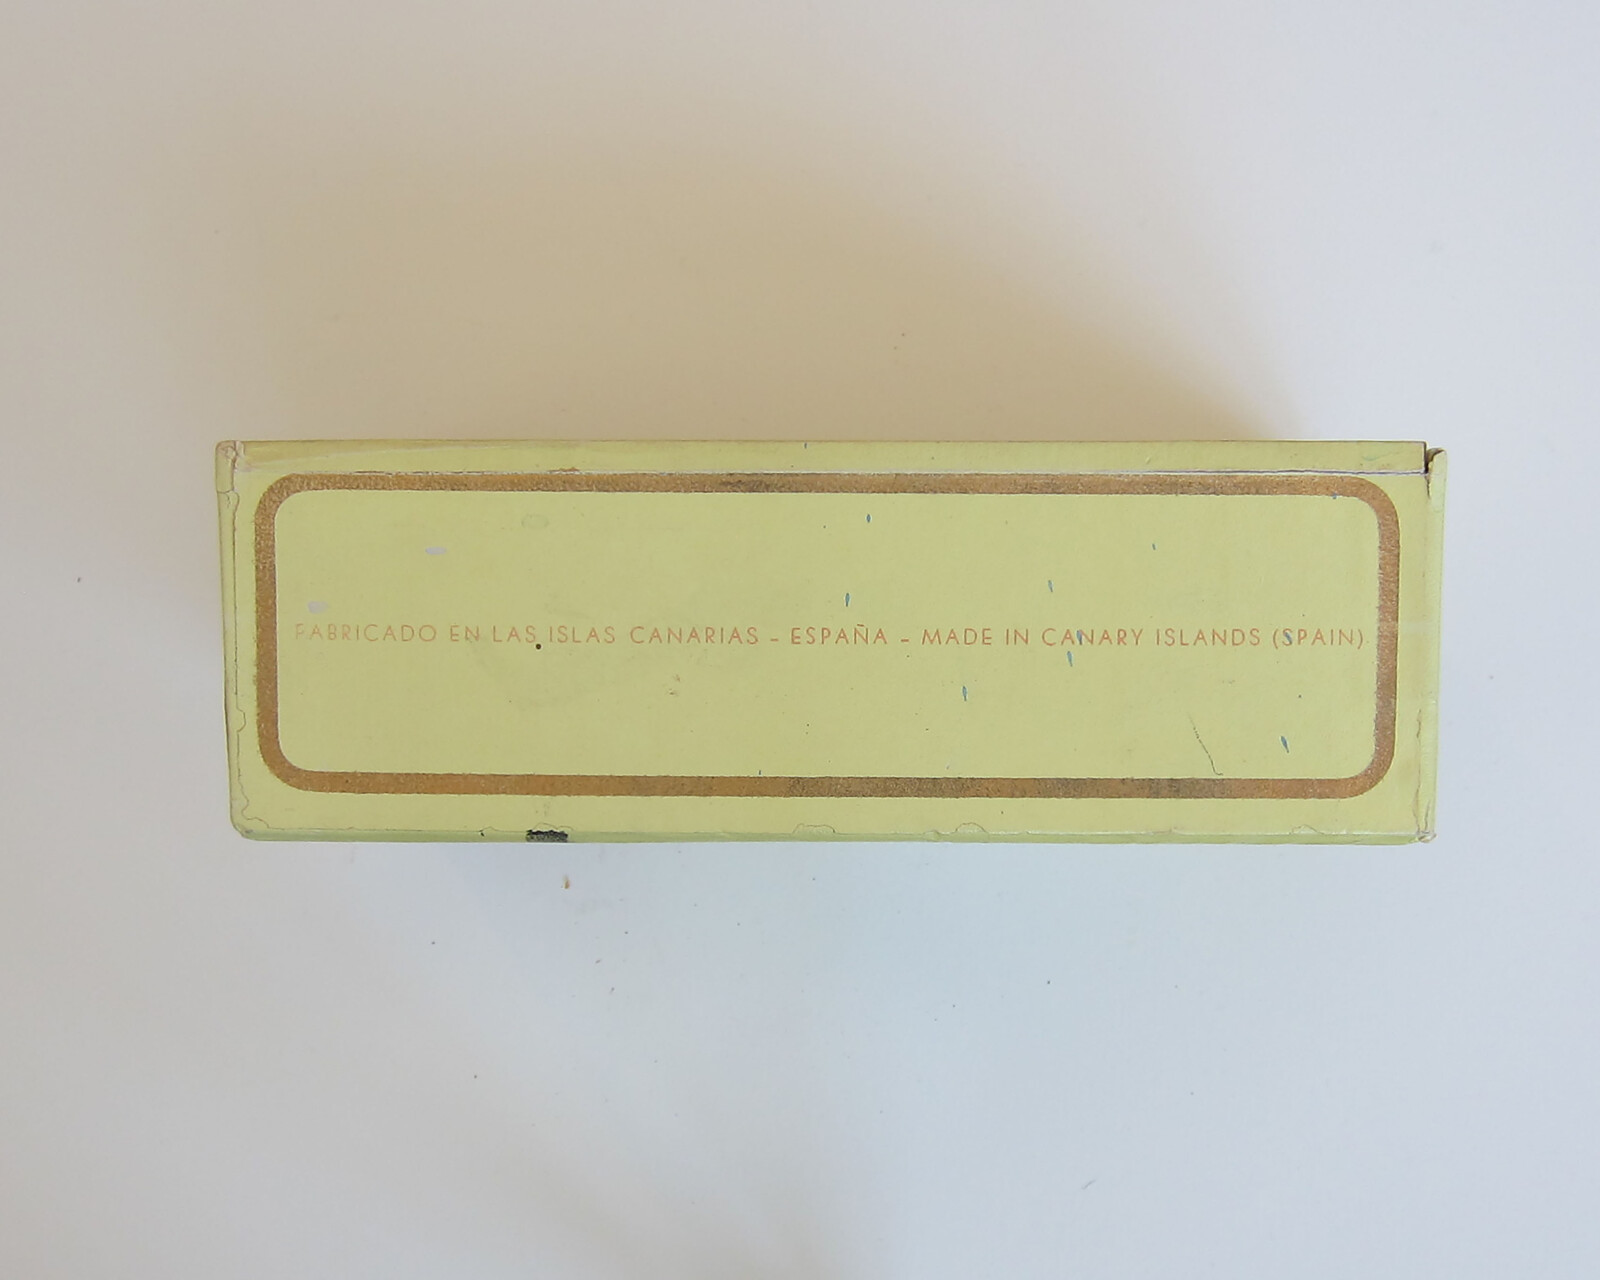 FABRICADO EN LAS ISLAS CANARIAS - ESPAÑA - MADE IN CANARY ISLANDS (SPAIN)